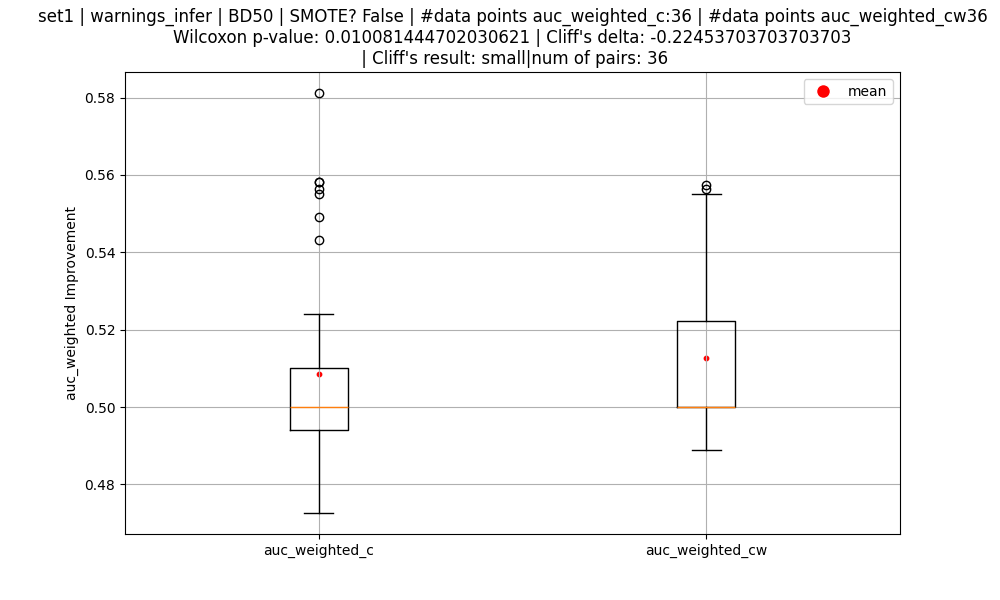 set1 | warnings_infer | BD50 | SMOTE? False | #data points auc_weighted_c:36 | #data points auc_weighted_cw36
Wilcoxon p-value: 0.010081444702030621 | Cliff's delta: -0.22453703703703703
| Cliff's result: small|num of pairs: 36
mean
0.58
0.56
0.54
0.52
0.50
0.48
auc_weighted Improvement
auc_weighted_c
auc_weighted_cw